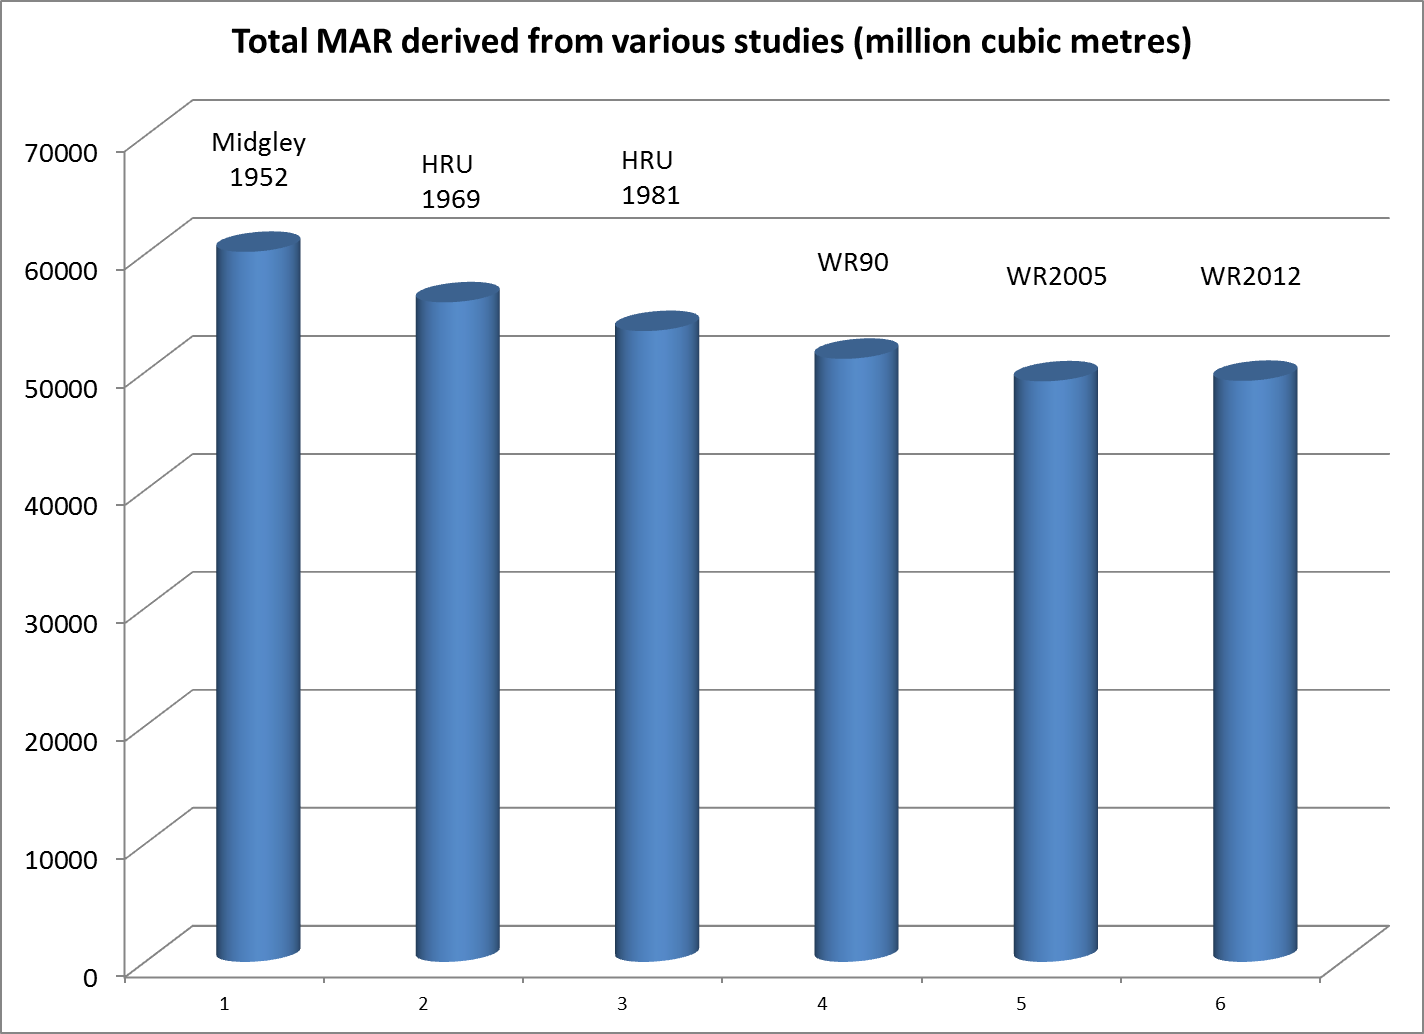 Total MAR derived from various studies (million cubic metres)
70000
60000
50000
40000
30000
20000
10000
0
Midgley
1952
HRU
1969
HRU
1981
WR90
WR2005
WR2012
1
2
3
4
5
6